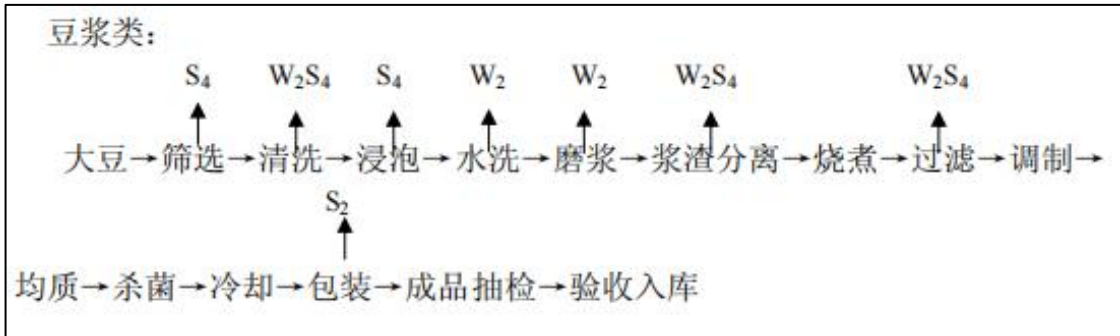 豆浆类：
S₄ W₂S₄ S₄ W₂ W₂ W₂S₄ W₂S₄
大豆→筛选→清洗→浸泡→水洗→磨浆→浆渣分离→烧煮→过滤→调制→
S₂
均质→杀菌→冷却→包装→成品抽检→验收入库